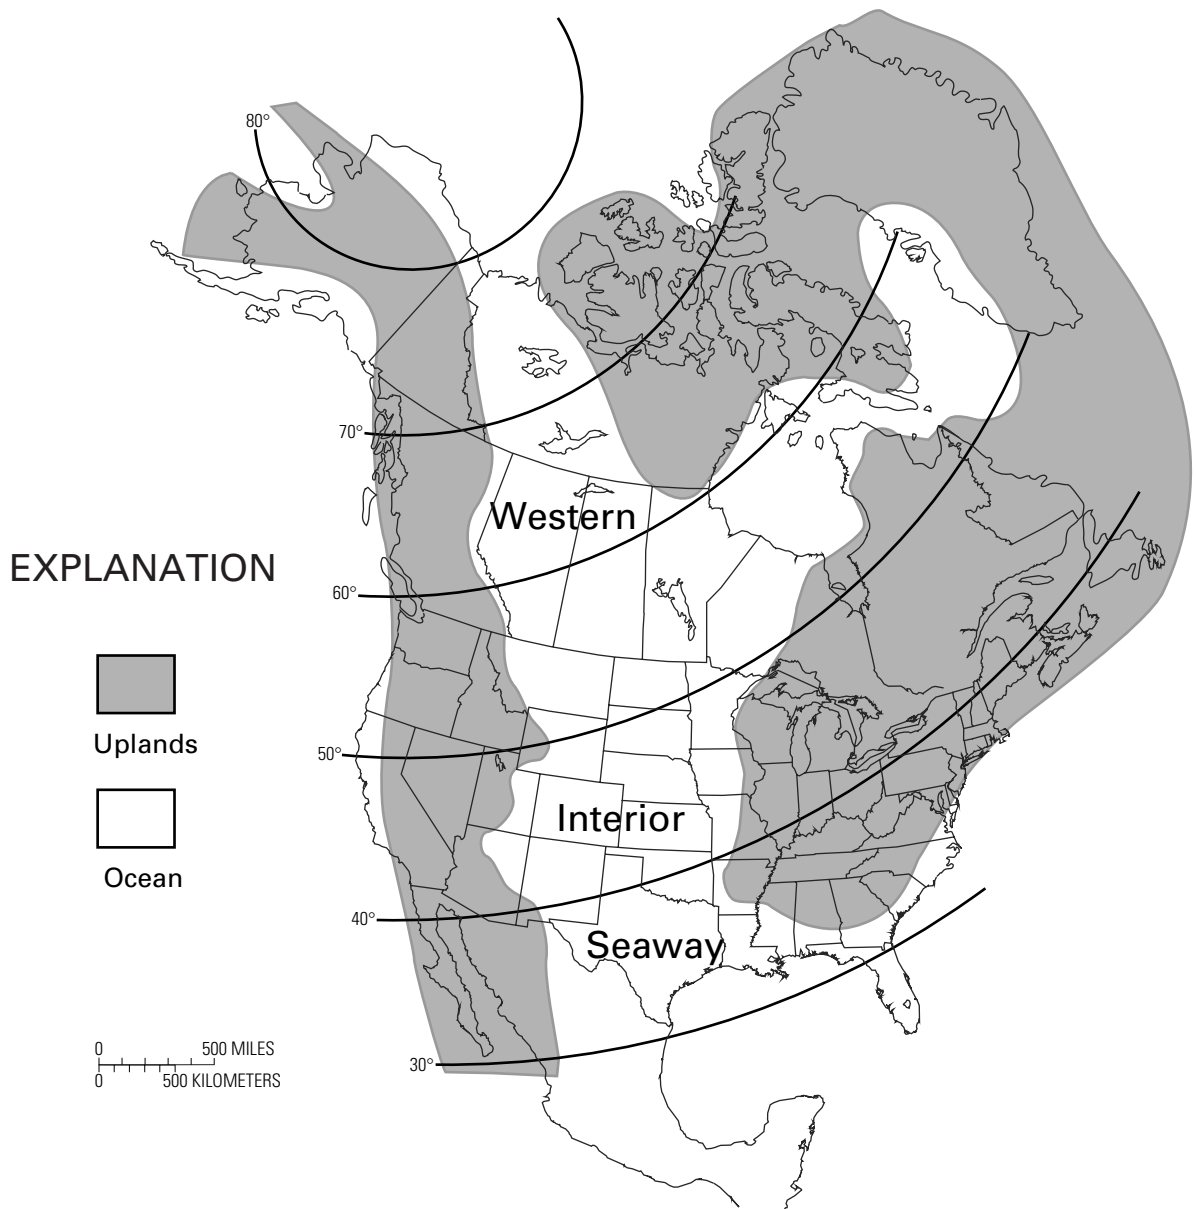 80°
70°
Western
EXPLANATION
60°
Uplands
50°
Interior
Ocean
40°
Seaway
0 500 MILES
0 500 KILOMETERS
30°